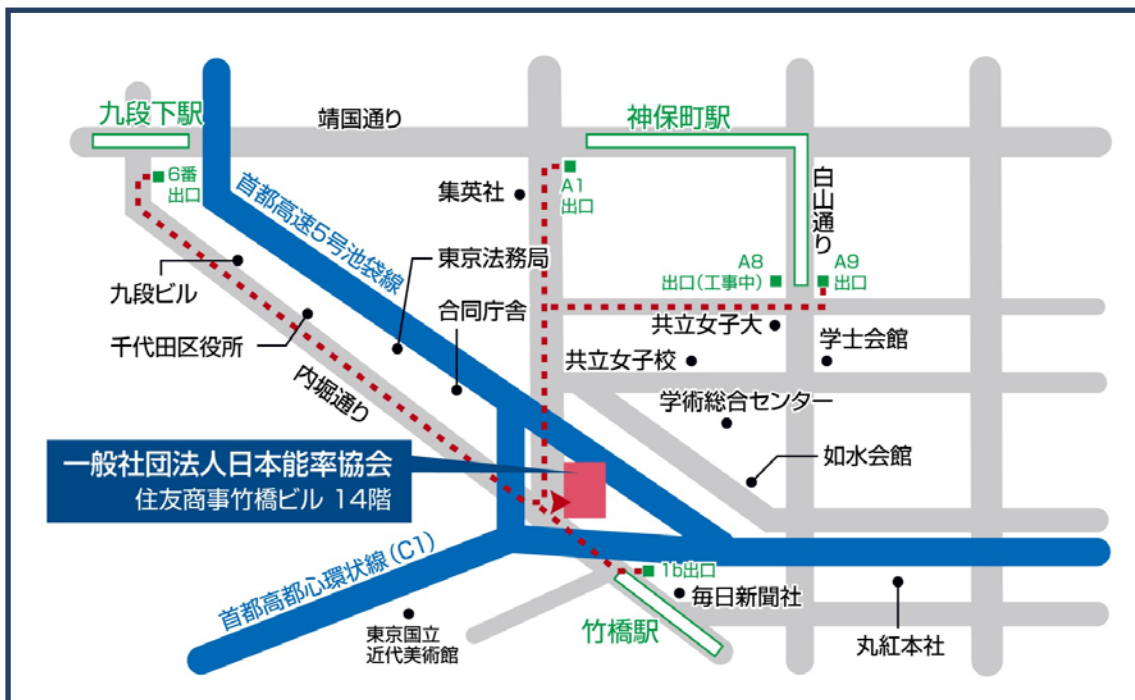 九段下駅
靖国通り
神保町駅
6番
出口
首都高速5号池袋線
集英社
A1
出口
白山通り
東京法務局
A8
出口(工事中)
A9
出口
九段ビル
合同庁舎
千代田区役所
共立女子大
学士会館
共立女子校
内堀通り
学術総合センター
一般社団法人日本能率協会
住友商事竹橋ビル 14階
如水会館
首都高都心環状線(C1)
1b出口
毎日新聞社
竹橋駅
東京国立
近代美術館
丸紅本社